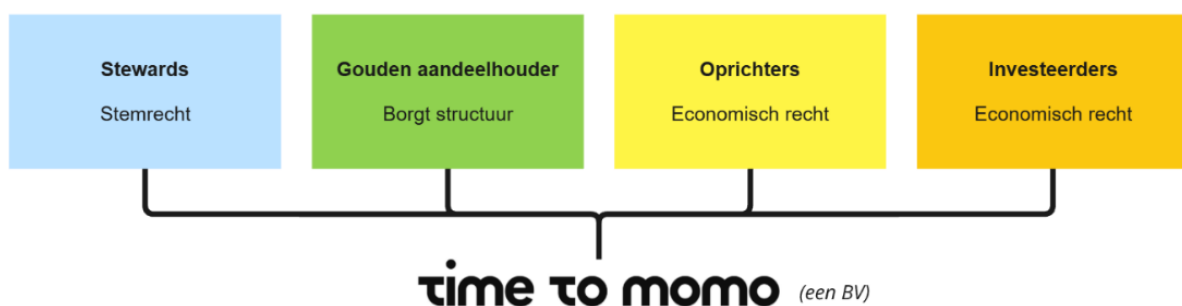 Stewards
Stemrecht
Gouden aandeelhouder
Borgt structuur
Oprichters
Economisch recht
Investeerders
Economisch recht
time to momo (een BV)